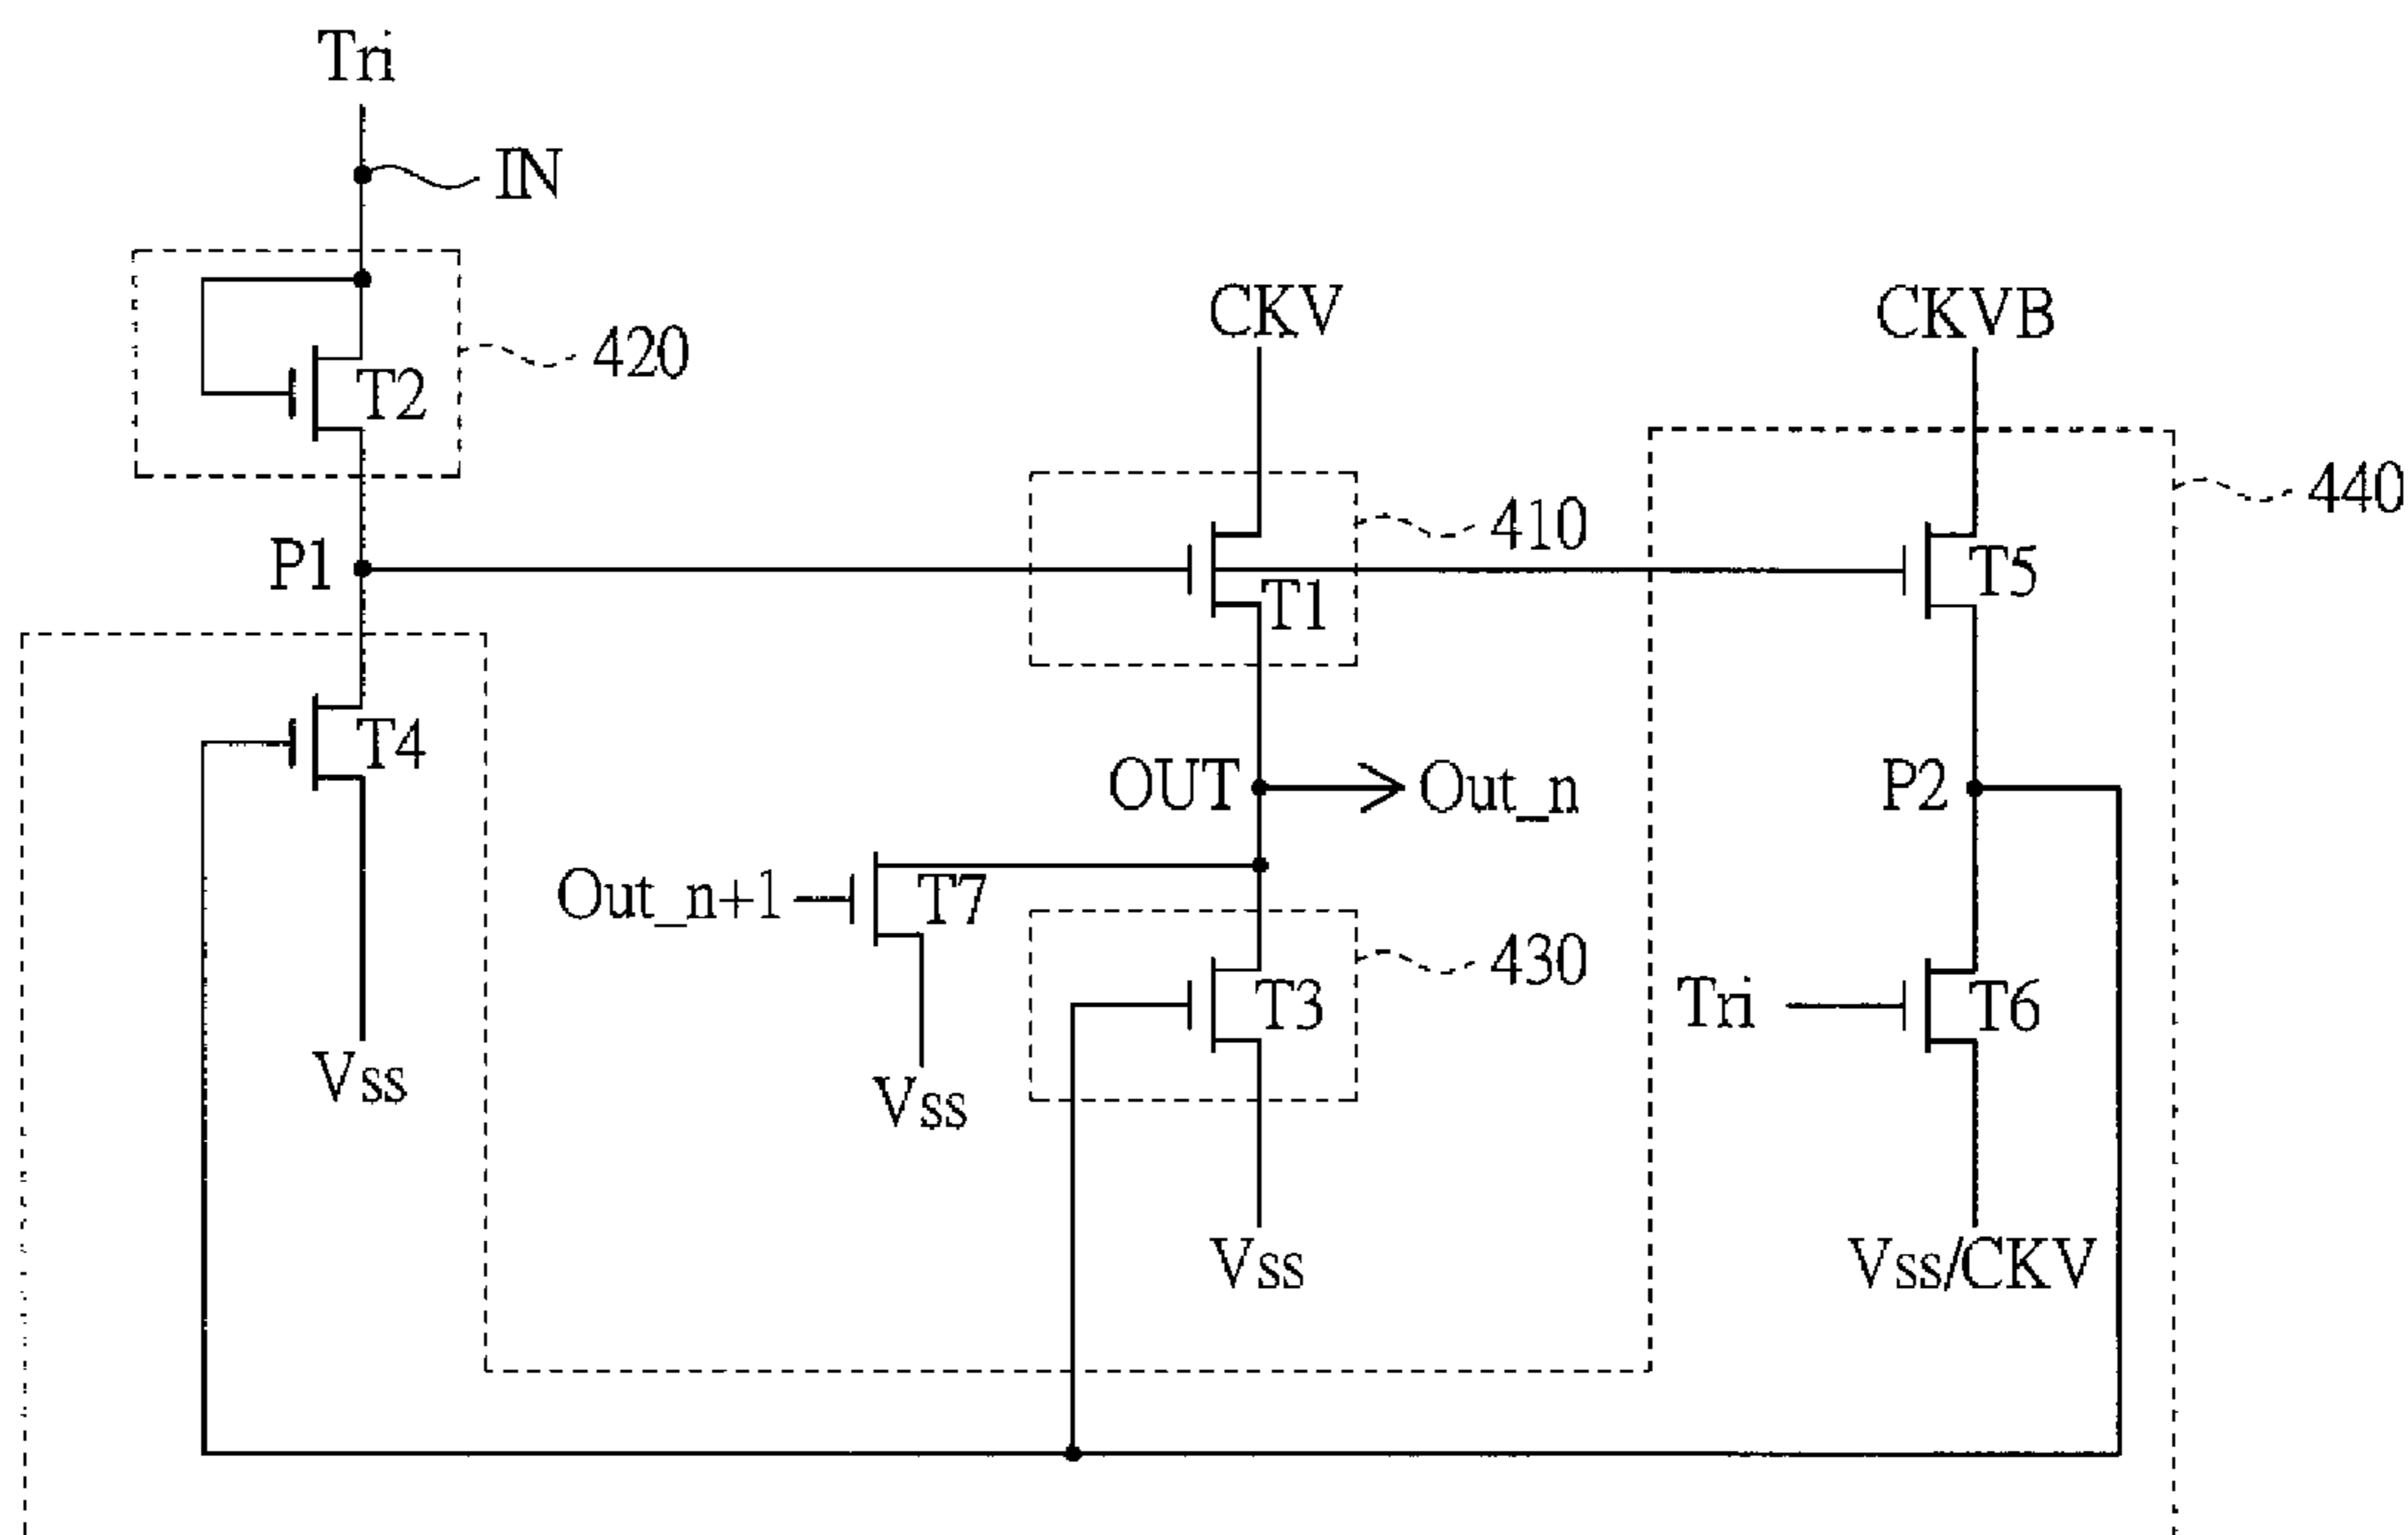 Tri
IN
T2
420
CKV
CKVB
440
P1
T1
410
T5
T4
OUT
Out_n
P2
Out_n+1
T7
430
T3
Tri
T6
Vss
Vss
Vss
Vss/CKV